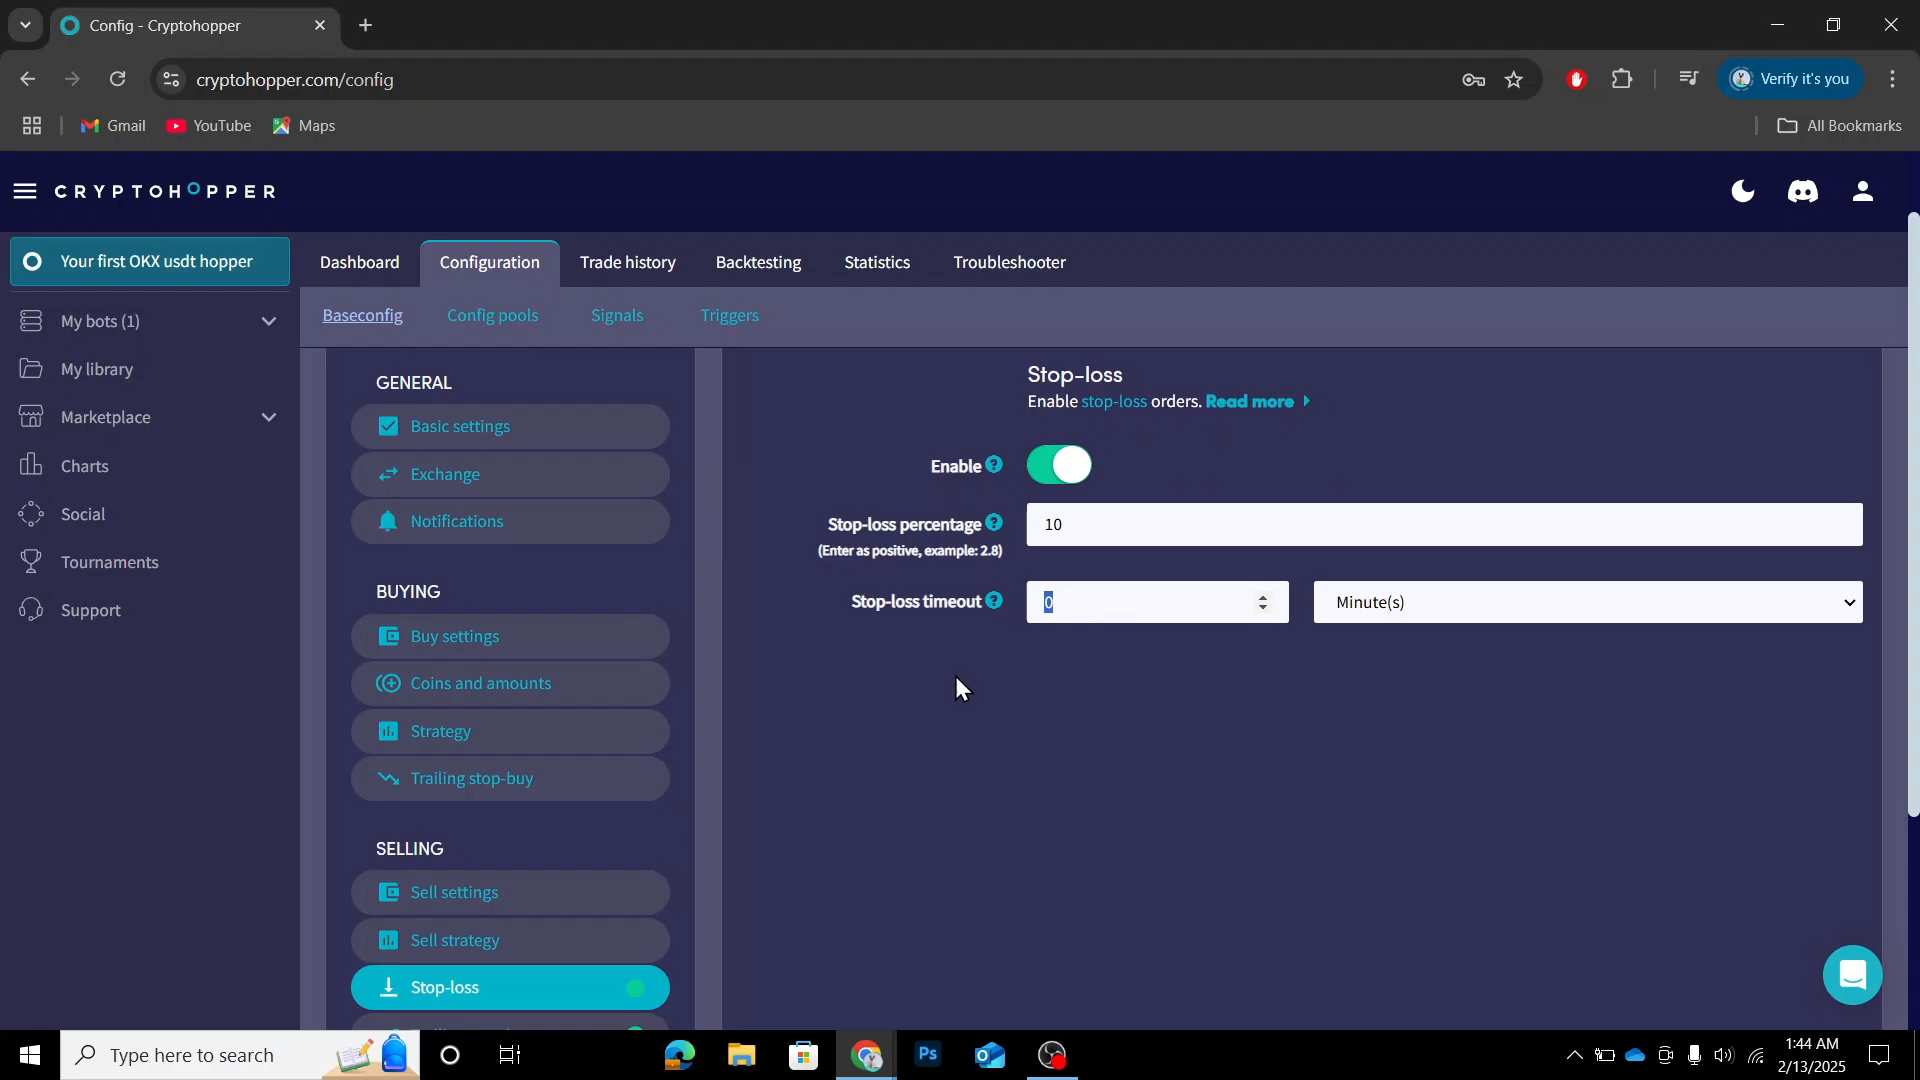 Config - Cryptohopper
cryptohopper.com/config
Verify it's you
Gmail
YouTube
Maps
All Bookmarks
CRYPTOHOPPER
Your first OKX usdt hopper
Dashboard
Configuration
Trade history
Backtesting
Statistics
Troubleshooter
Baseconfig
Config pools
Signals
Triggers
My bots (1)
My library
Marketplace
Charts
Social
Tournaments
Support
GENERAL
Basic settings
Exchange
Notifications
BUYING
Buy settings
Coins and amounts
Strategy
Trailing stop-buy
SELLING
Sell settings
Sell strategy
Stop-loss
Stop-loss
Enable stop-loss orders. Read more
Enable ?
Stop-loss percentage ?
(Enter as positive, example: 2.8)
10
Stop-loss timeout ?
0
Minute(s)
Type here to search
Ps
1:44 AM
2/13/2025